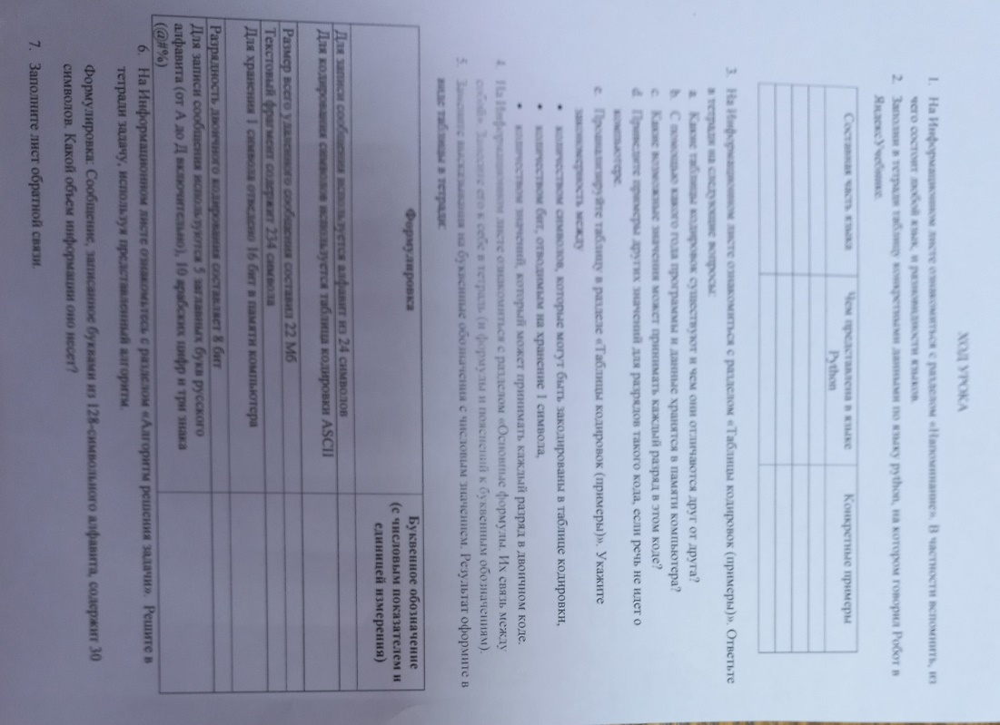 ХОД УРОКА
1. На Информационном листе ознакомиться с разделом «Напоминание». В частности вспомнить, из
чего состоит любой язык, и разновидности языков.
2. Заполни в тетради таблицу конкретными данными по языку python, на котором говорил Робот в
ЯндексУчебнике.
Составная часть языка
Чем представлена в языке
Python
Конкретные примеры
3. На Информационном листе ознакомиться с разделом «Таблицы кодировок (примеры)». Ответьте
в тетради на следующие вопросы:
a. Какие таблицы кодировок существуют и чем они отличаются друг от друга?
b. С помощью какого кода программы и данные хранятся в памяти компьютера?
c. Какие возможные значения может принимать каждый разряд в этом коде?
d. Приведите примеры других значений для разрядов такого кода, если речь не идет о
компьютере.
e. Проанализируйте таблицу в разделе «Таблицы кодировок (примеры)». Укажите
закономерность между
• количеством символов, которые могут быть закодированы в таблице кодировки,
• количеством бит, отводимым на хранение 1 символа,
• количеством значений, который может принимать каждый разряд в двоичном коде.
4. На Информационном листе ознакомиться с разделом «Основные формулы. Их связь между
собой». Занесите его к себе в тетрадь (и формулы и пояснений к буквенным обозначениям).
5. высказывания на буквенные обозначения с числовым значением. Результат оформите в
виде таблицы в тетради:
Формулировка
Буквенное обозначение
(с числовым показателем и
единицей измерения)
Для записи сообщения используется алфавит из 24 символов
Для кодирования символов используется таблица кодировки ASCII
Размер всего удаленного сообщения составил 22 Мб
Текстовый фрагмент содержит 234 символа
Для хранения 1 символа отведено 16 бит в памяти компьютера
Разрядность двоичного кодирования составляет 8 бит
Для записи сообщения используются 5 заглавных букв русского
алфавита (от А до Д включительно), 10 арабских цифр и три знака
(@#%)
6. На Информационном листе ознакомьтесь с разделом «Алгоритм решения задачи». Решите в
тетради задачу, используя представленный алгоритм.
Формулировка: Сообщение, записанное буквами из 128-символьного алфавита, содержит 30
символов. Какой объем информации оно несет?
7. Заполните лист обратной связи.